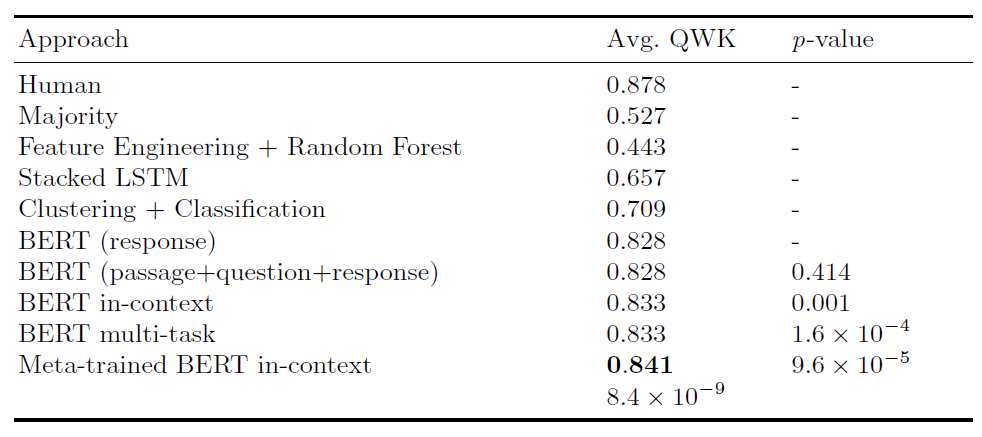 Approach Avg. QWK p-value
Human 0.878 -
Majority 0.527 -
Feature Engineering + Random Forest 0.443 -
Stacked LSTM 0.657 -
Clustering + Classification 0.709 -
BERT (response) 0.828 -
BERT (passage+question+response) 0.828 0.414
BERT in-context 0.833 0.001
BERT multi-task 0.833 1.6 × 10⁻⁴
Meta-trained BERT in-context 0.841 9.6 × 10⁻⁵
8.4 × 10⁻⁹